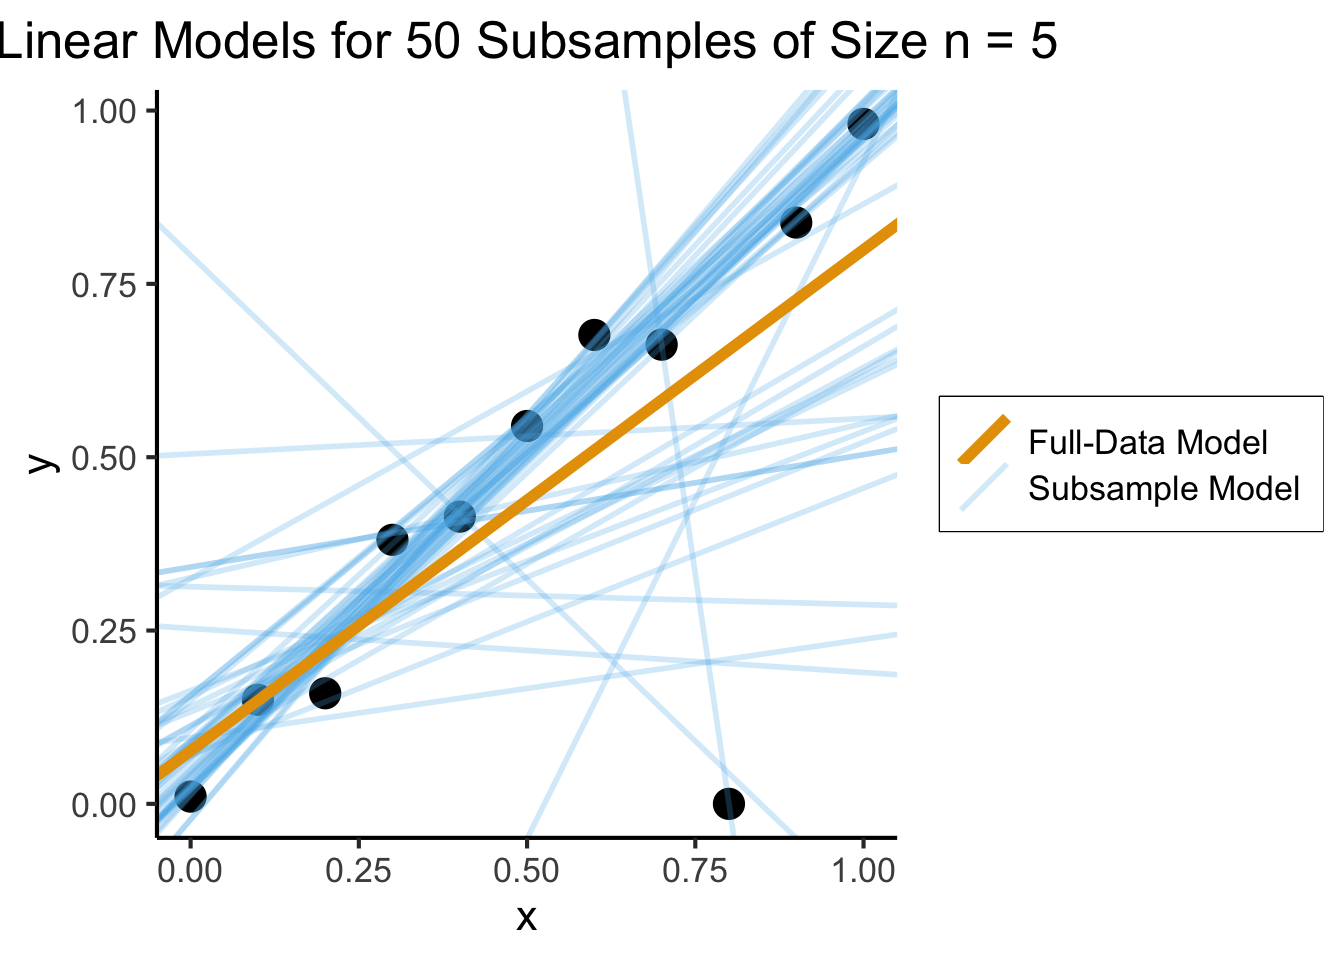 Linear Models for 50 Subsamples of Size n = 5
1.00
0.75
0.50
0.25
0.00
y
0.00 0.25 0.50 0.75 1.00
x
Full-Data Model
Subsample Model